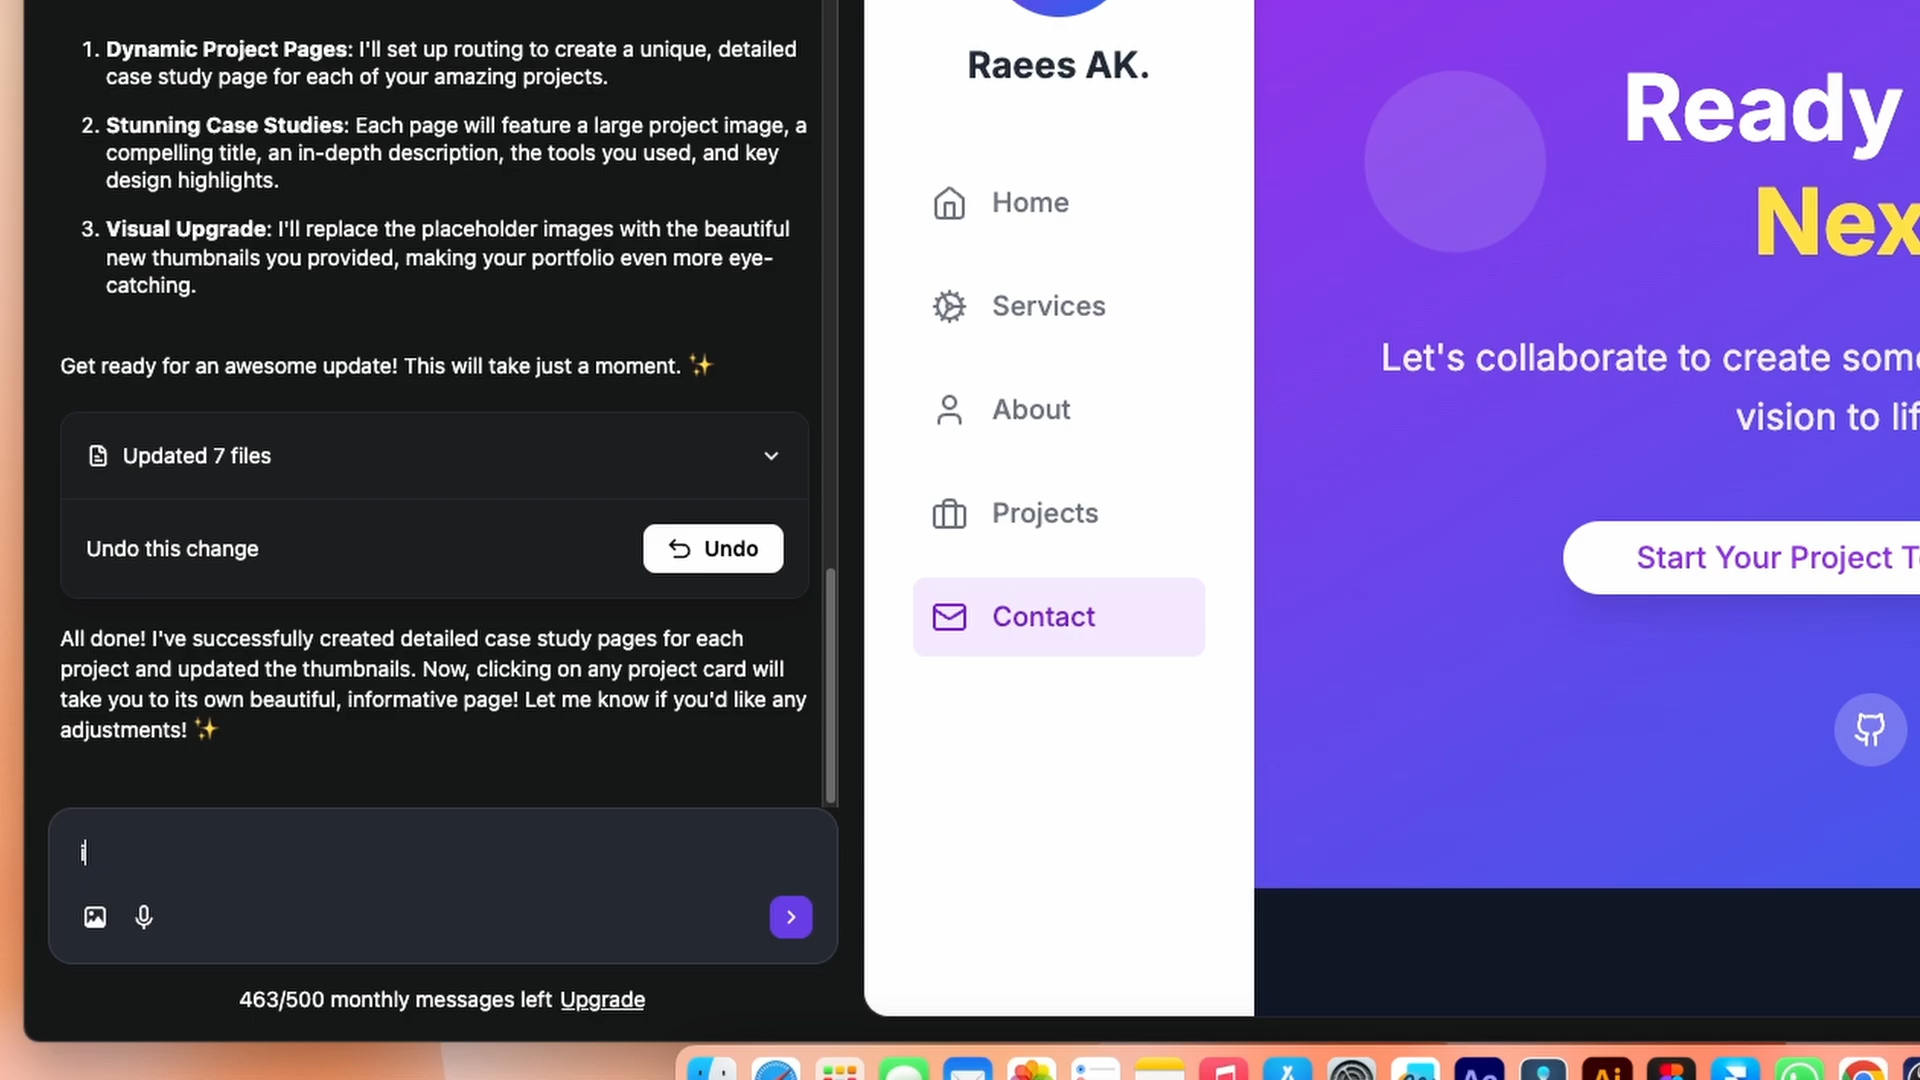 1. Dynamic Project Pages: I'll set up routing to create a unique, detailed
case study page for each of your amazing projects.
2. Stunning Case Studies: Each page will feature a large project image, a
compelling title, an in-depth description, the tools you used, and key
design highlights.
3. Visual Upgrade: I'll replace the placeholder images with the beautiful
new thumbnails you provided, making your portfolio even more eye-
catching.
Get ready for an awesome update! This will take just a moment. ✨
Updated 7 files
Undo this change
Undo
All done! I've successfully created detailed case study pages for each
project and updated the thumbnails. Now, clicking on any project card will
take you to its own beautiful, informative page! Let me know if you'd like any
adjustments! ✨
i
463/500 monthly messages left Upgrade
Raees AK.
Home
Services
About
Projects
Contact
Ready
Nex
Let's collaborate to create som
vision to lif
Start Your Project T
Ae
Ai